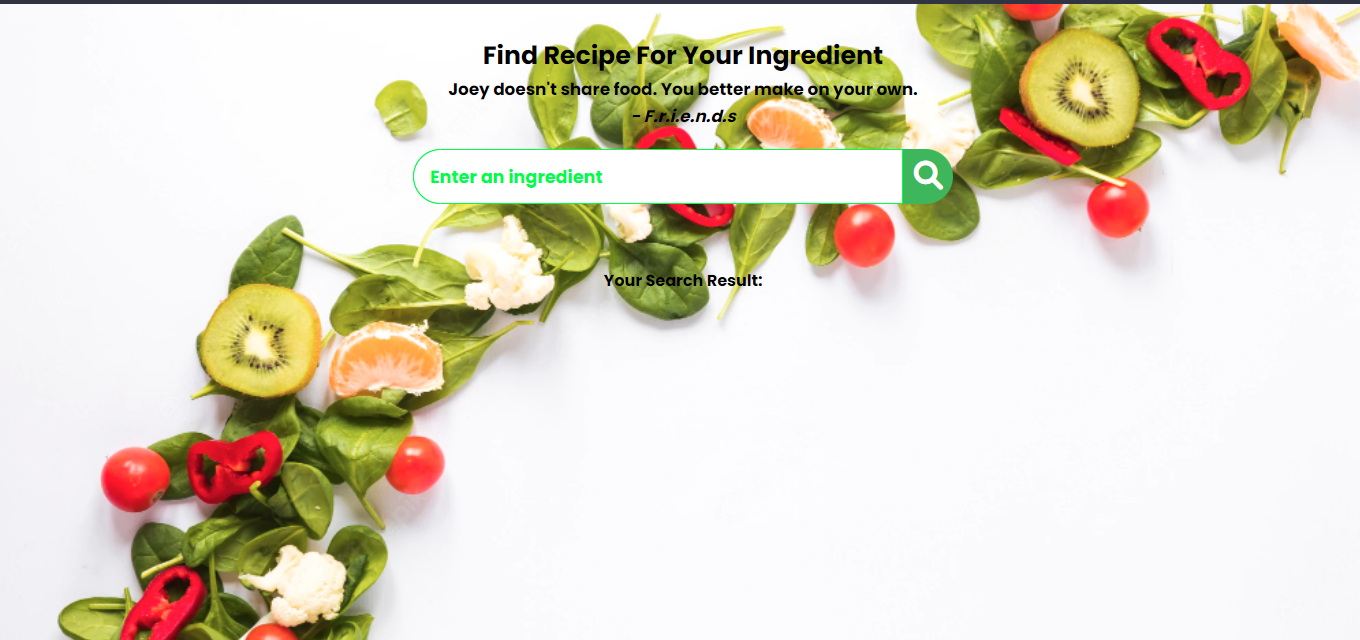 Find Recipe For Your Ingredient
Joey doesn't share food. You better make on your own.
- F.r.i.e.n.d.s
Enter an ingredient
Your Search Result: